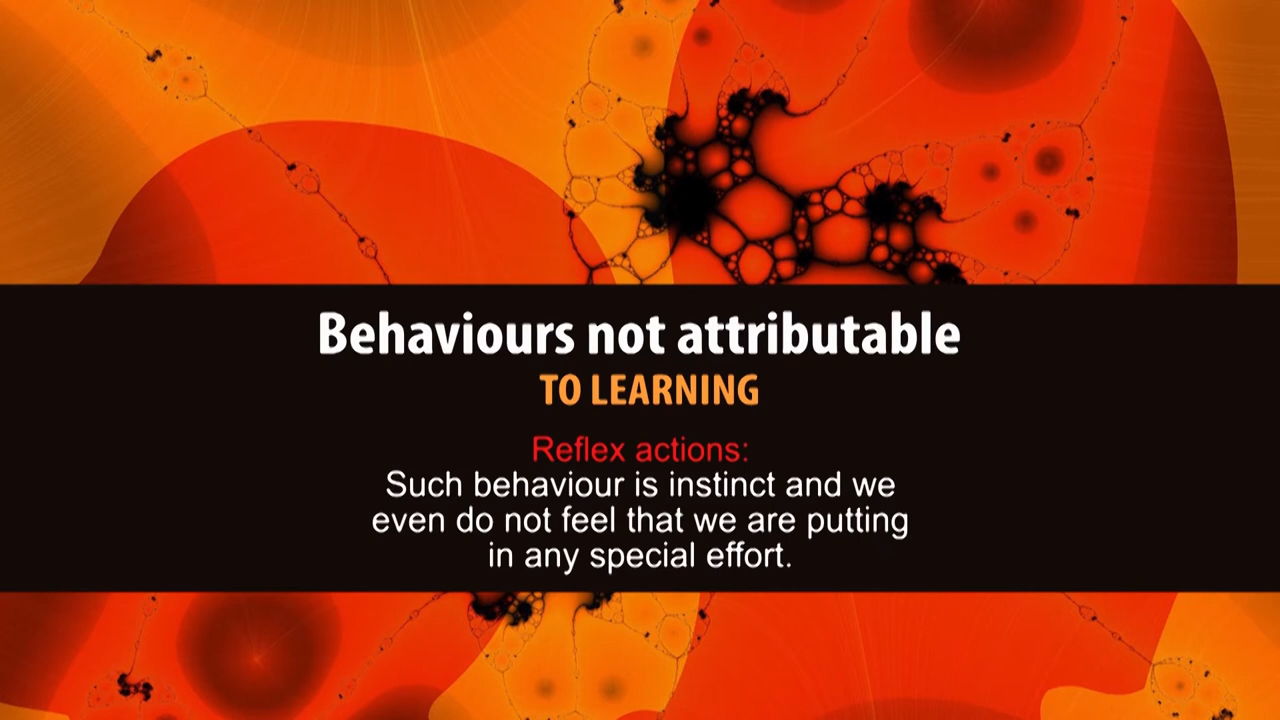 Behaviours not attributable
TO LEARNING
Reflex actions:
Such behaviour is instinct and we
even do not feel that we are putting
in any special effort.